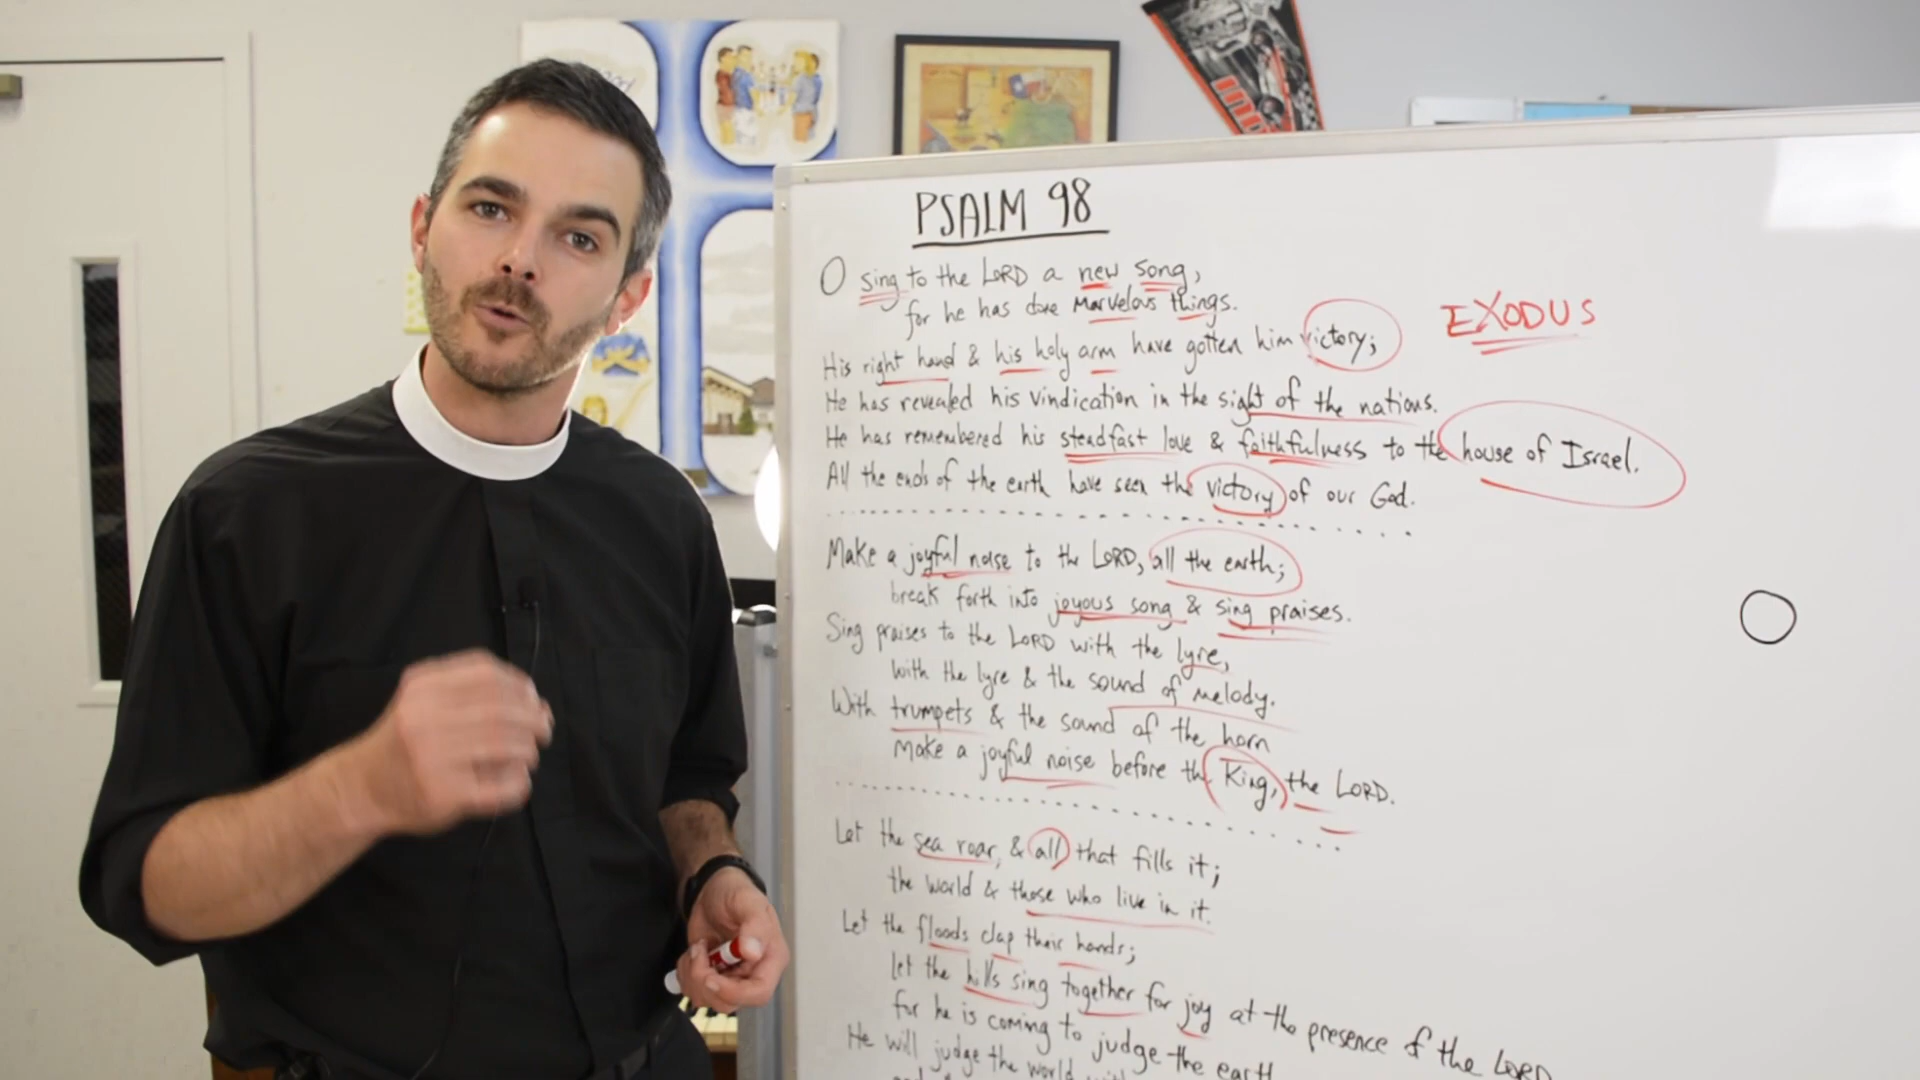 PSALM 98
O sing to the LORD a new song,
for he has done marvelous things.
EXODUS
His right hand & his holy arm have gotten him victory;
He has revealed his vindication in the sight of the nations.
He has remembered his steadfast love & faithfulness to the house of Israel.
All the ends of the earth have seen the victory of our God.
Make a joyful noise to the LORD, all the earth;
break forth into joyous song & sing praises.
Sing praises to the LORD with the lyre,
with the lyre & the sound of melody.
With trumpets & the sound of the horn
make a joyful noise before the King, the LORD.
Let the sea roar, & all that fills it;
the world & those who live in it.
Let the floods clap their hands;
let the hills sing together for joy at the presence of the LORD
for he is coming to judge the earth
He will judge the world with